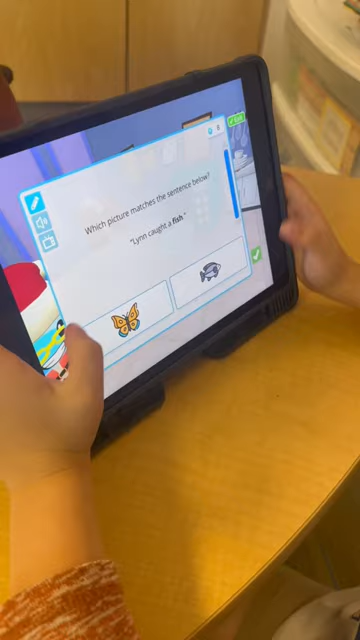 Which picture matches the sentence below?
"Lynn caught a fish."